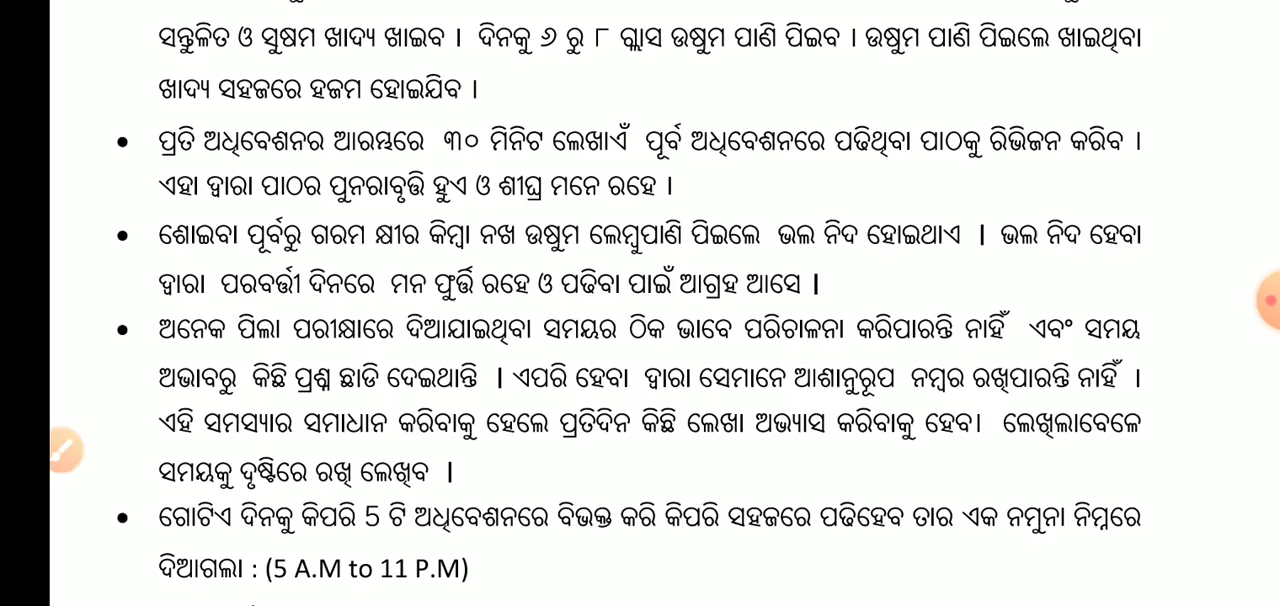 ସନ୍ତୁଳିତ ଓ ସୁଷମ ଖାଦ୍ୟ ଖାଇବ । ଦିନକୁ ୬ ରୁ ୮ ଗ୍ଲାସ ଉଷୁମ ପାଣି ପିଇବ । ଉଷୁମ ପାଣି ପିଇଲେ ଖାଇଥିବା
ଖାଦ୍ୟ ସହଜରେ ହଜମ ହୋଇଯିବ ।
• ପ୍ରତି ଅଧିବେଶନର ଆରମ୍ଭରେ ୩୦ ମିନିଟ ଲେଖାଏଁ ପୂର୍ବ ଅଧିବେଶନରେ ପଢିଥିବା ପାଠକୁ ରିଭିଜନ କରିବ ।
ଏହା ଦ୍ୱାରା ପାଠର ପୁନରାବୃତ୍ତି ହୁଏ ଓ ଶୀଘ୍ର ମନେ ରହେ ।
• ଶୋଇବା ପୂର୍ବରୁ ଗରମ କ୍ଷୀର କିମ୍ବା ନଖ ଉଷୁମ ଲେମ୍ବୁପାଣି ପିଇଲେ ଭଲ ନିଦ ହୋଇଥାଏ । ଭଲ ନିଦ ହେବା
ଦ୍ୱାରା ପରବର୍ତ୍ତୀ ଦିନରେ ମନ ଫୁର୍ତ୍ତି ରହେ ଓ ପଢିବା ପାଇଁ ଆଗ୍ରହ ଆସେ ।
• ଅନେକ ପିଲା ପରୀକ୍ଷାରେ ଦିଆଯାଇଥିବା ସମୟର ଠିକ ଭାବେ ପରିଚାଳନା କରିପାରନ୍ତି ନାହିଁ ଏବଂ ସମୟ
ଅଭାବରୁ କିଛି ପ୍ରଶ୍ନ ଛାଡି ଦେଇଥାନ୍ତି । ଏପରି ହେବା ଦ୍ୱାରା ସେମାନେ ଆଶାନୁରୂପ ନମ୍ବର ରଖିପାରନ୍ତି ନାହିଁ ।
ଏହି ସମସ୍ୟାର ସମାଧାନ କରିବାକୁ ହେଲେ ପ୍ରତିଦିନ କିଛି ଲେଖା ଅଭ୍ୟାସ କରିବାକୁ ହେବ। ଲେଖିଲାବେଳେ
ସମୟକୁ ଦୃଷ୍ଟିରେ ରଖି ଲେଖିବ ।
• ଗୋଟିଏ ଦିନକୁ କିପରି 5 ଟି ଅଧିବେଶନରେ ବିଭକ୍ତ କରି କିପରି ସହଜରେ ପଢିହେବ ତାର ଏକ ନମୁନା ନିମ୍ନରେ
ଦିଆଗଲା : (5 A.M to 11 P.M)